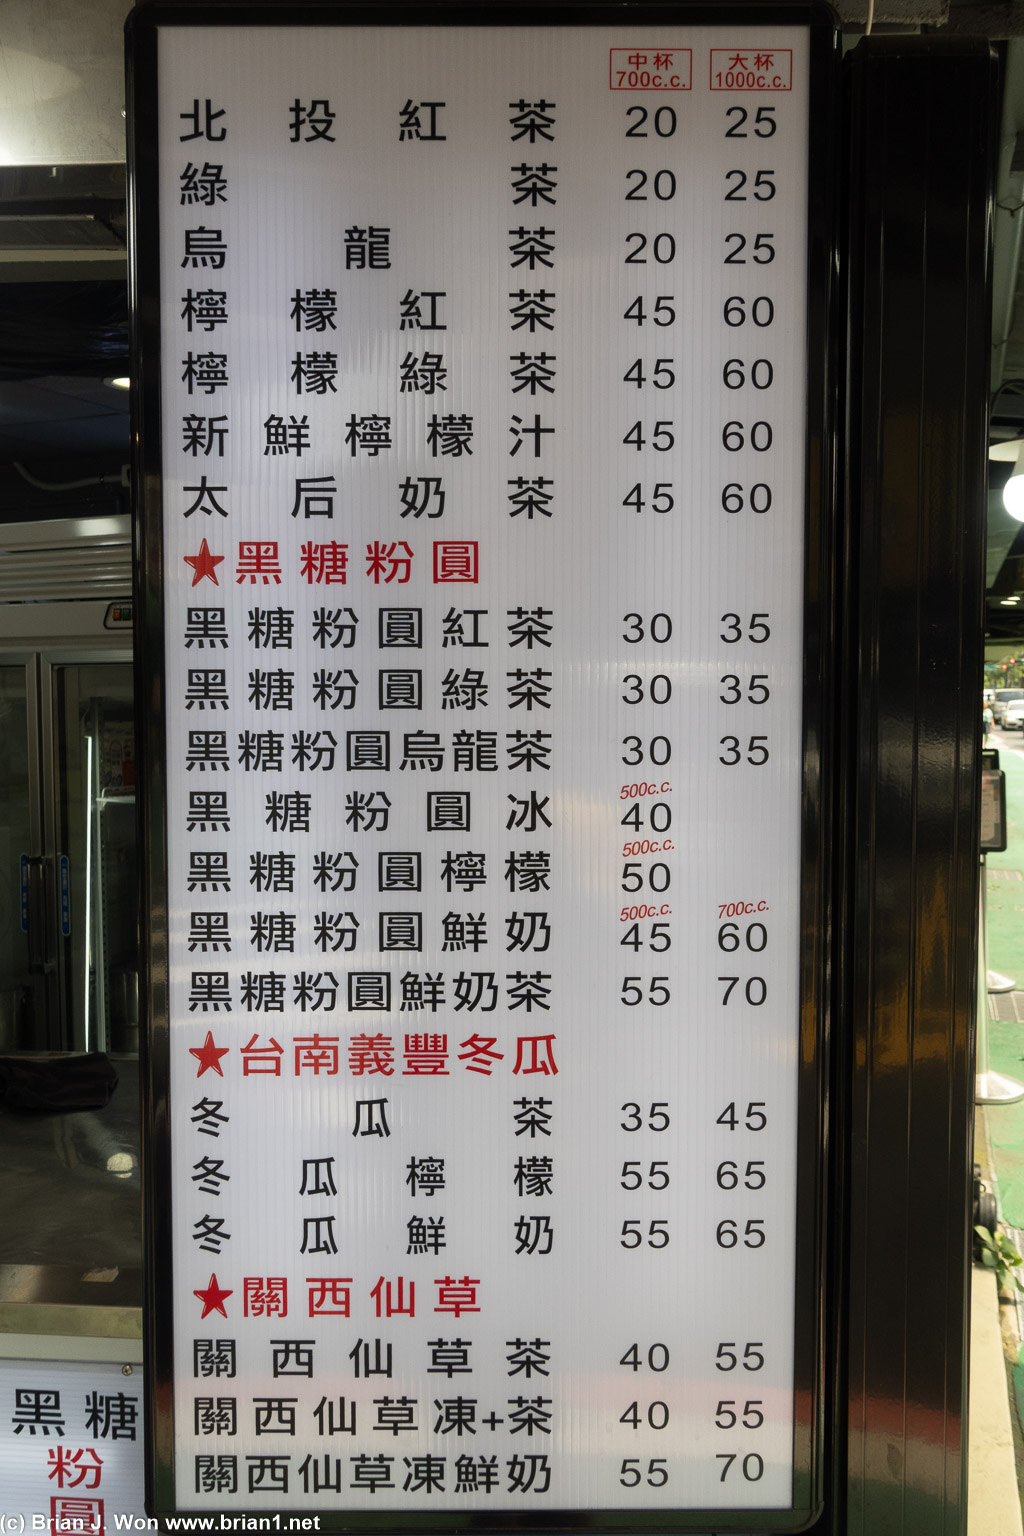 中杯 大杯
700c.c. 1000c.c.
北投紅茶 20 25
綠茶 20 25
烏龍茶 20 25
檸檬紅茶 45 60
檸檬綠茶 45 60
新鮮檸檬汁 45 60
太后奶茶 45 60
★黑糖粉圓
黑糖粉圓紅茶 30 35
黑糖粉圓綠茶 30 35
黑糖粉圓烏龍茶 30 35
500c.c.
黑糖粉圓冰 40
500c.c.
黑糖粉圓檸檬 50
500c.c. 700c.c.
黑糖粉圓鮮奶 45 60
黑糖粉圓鮮奶茶 55 70
★台南義豐冬瓜
冬瓜茶 35 45
冬瓜檸檬 55 65
冬瓜鮮奶 55 65
★關西仙草
關西仙草茶 40 55
關西仙草凍+茶 40 55
關西仙草凍鮮奶 55 70
黑糖
粉
圓
(c) Brian J. Won www.brian1.net